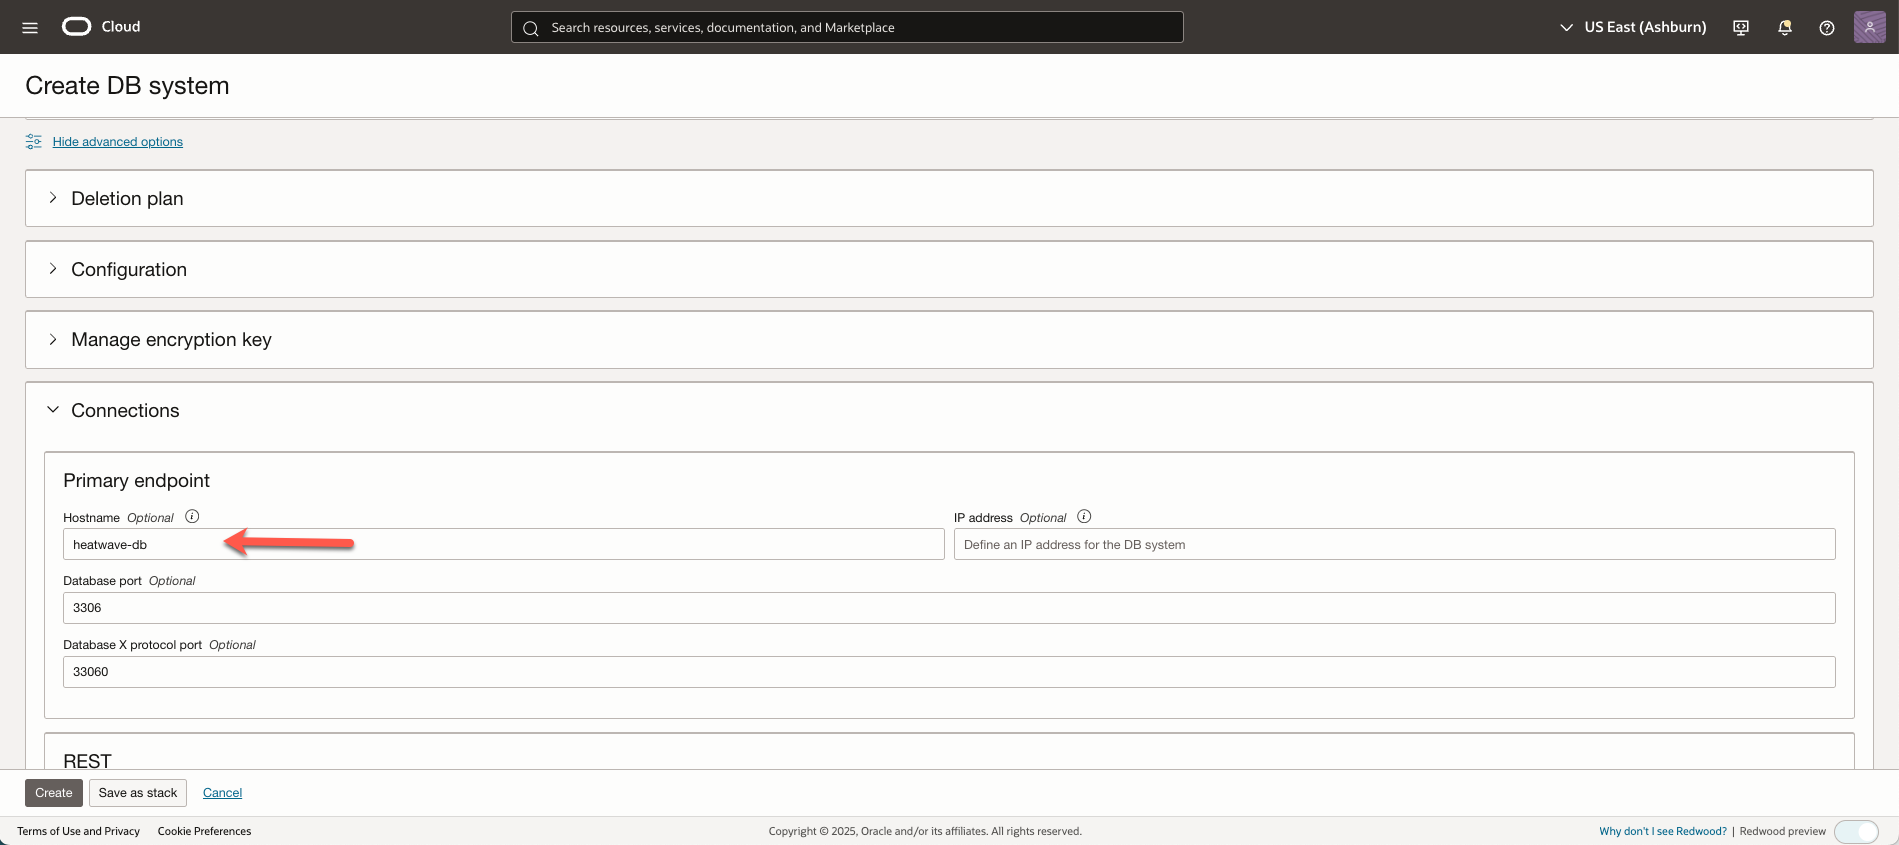 Cloud
Search resources, services, documentation, and Marketplace
US East (Ashburn)
Create DB system
Hide advanced options
Deletion plan
Configuration
Manage encryption key
Connections
Primary endpoint
Hostname Optional
heatwave-db
IP address Optional
Define an IP address for the DB system
Database port Optional
3306
Database X protocol port Optional
33060
REST
Create Save as stack Cancel
Terms of Use and Privacy Cookie Preferences
Copyright © 2025, Oracle and/or its affiliates. All rights reserved.
Why don't I see Redwood? | Redwood preview